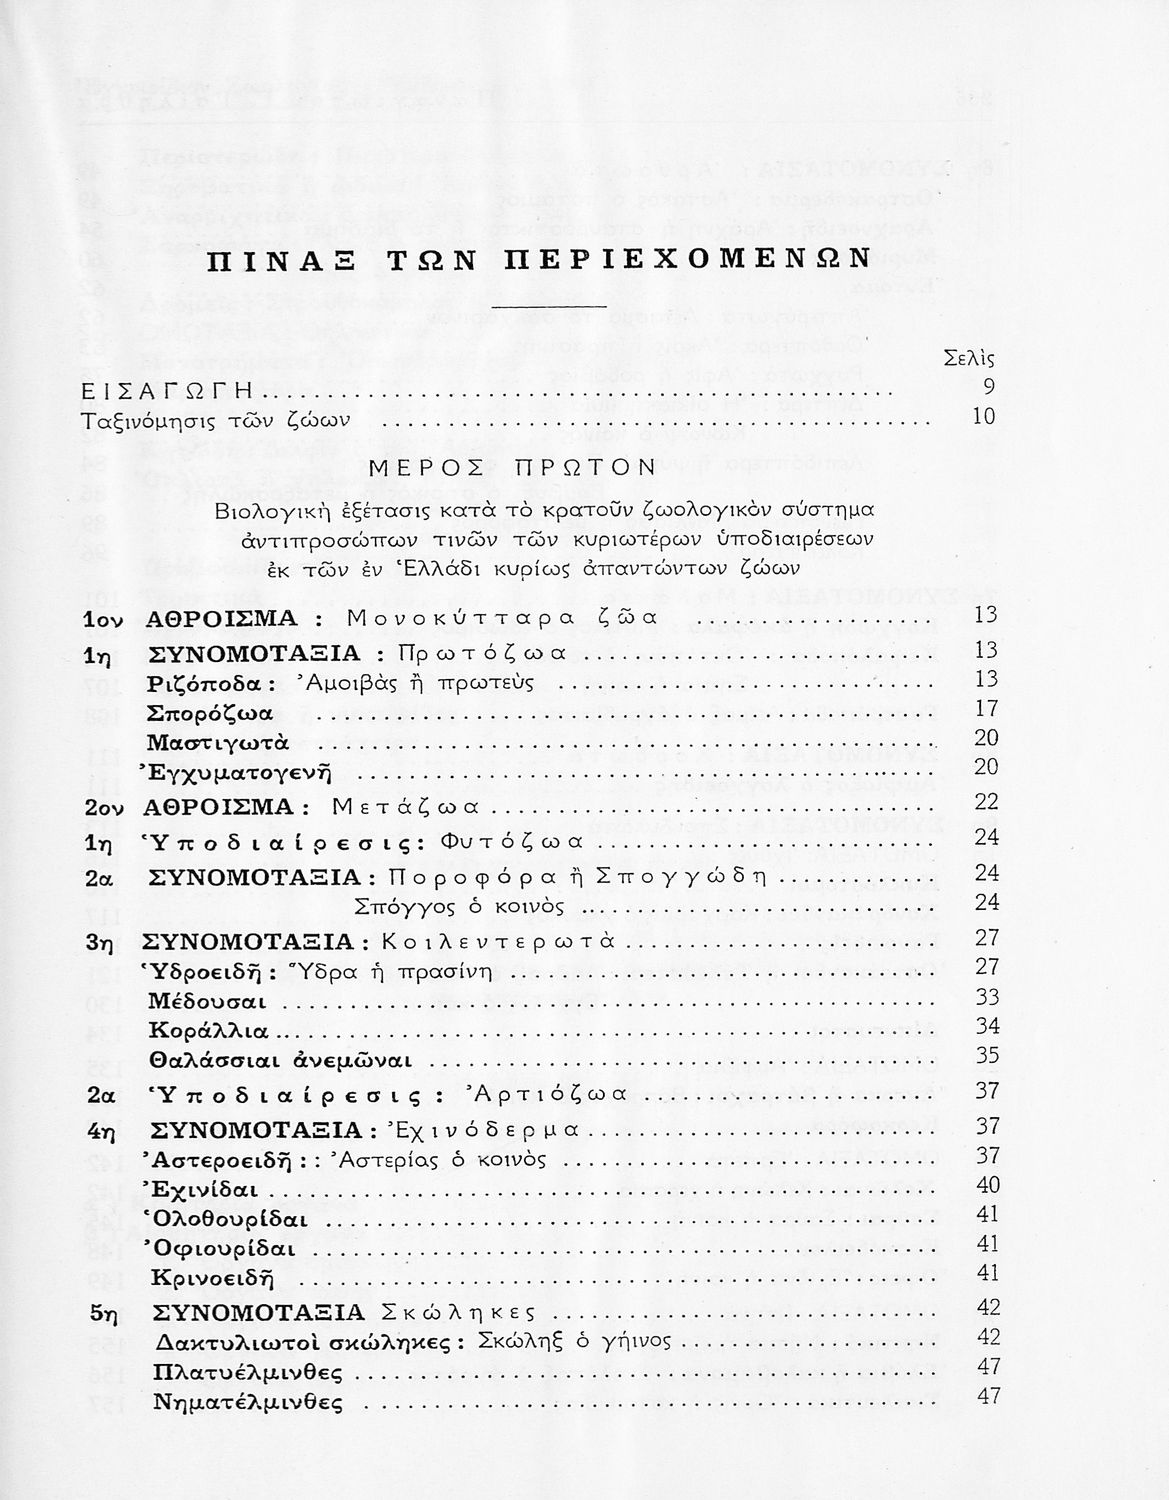 ΠΙΝΑΞ ΤΩΝ ΠΕΡΙΕΧΟΜΕΝΩΝ
Σελὶς
ΕΙΣΑΓΩΓΗ 9
Ταξινόμησις τῶν ζώων 10
ΜΕΡΟΣ ΠΡΩΤΟΝ
Βιολογικὴ ἐξέτασις κατὰ τὸ κρατοῦν ζωολογικὸν σύστημα
ἀντιπροσώπων τινῶν τῶν κυριωτέρων ὑποδιαιρέσεων
ἐκ τῶν ἐν Ἑλλάδι κυρίως ἀπαντώντων ζώων
1ον ΑΘΡΟΙΣΜΑ : Μονοκύτταρα ζῶα 13
1η ΣΥΝΟΜΟΤΑΞΙΑ : Πρωτόζωα 13
Ριζόποδα : Ἀμοιβὰς ἢ πρωτεὺς 13
Σπορόζωα 17
Μαστιγωτὰ 20
Ἐγχυματογενῆ 20
2ον ΑΘΡΟΙΣΜΑ : Μετάζωα 22
1η Ὑποδιαίρεσις : Φυτόζωα 24
2α ΣΥΝΟΜΟΤΑΞΙΑ : Ποροφόρα ἢ Σπογγώδη 24
Σπόγγος ὁ κοινὸς 24
3η ΣΥΝΟΜΟΤΑΞΙΑ : Κοιλεντερωτὰ 27
Ὑδροειδῆ : Ὕδρα ἡ πρασίνη 27
Μέδουσαι 33
Κοράλλια 34
Θαλάσσιαι ἀνεμῶναι 35
2α Ὑποδιαίρεσις : Ἀρτιόζωα 37
4η ΣΥΝΟΜΟΤΑΞΙΑ : Ἐχινόδερμα 37
Ἀστεροειδῆ : : Ἀστερίας ὁ κοινὸς 37
Ἐχινίδαι 40
Ὁλοθουρίδαι 41
Ὀφιουρίδαι 41
Κρινοειδῆ 41
5η ΣΥΝΟΜΟΤΑΞΙΑ Σκώληκες 42
Δακτυλιωτοὶ σκώληκες : Σκώληξ ὁ γήινος 42
Πλατυέλμινθες 47
Νηματέλμινθες 47